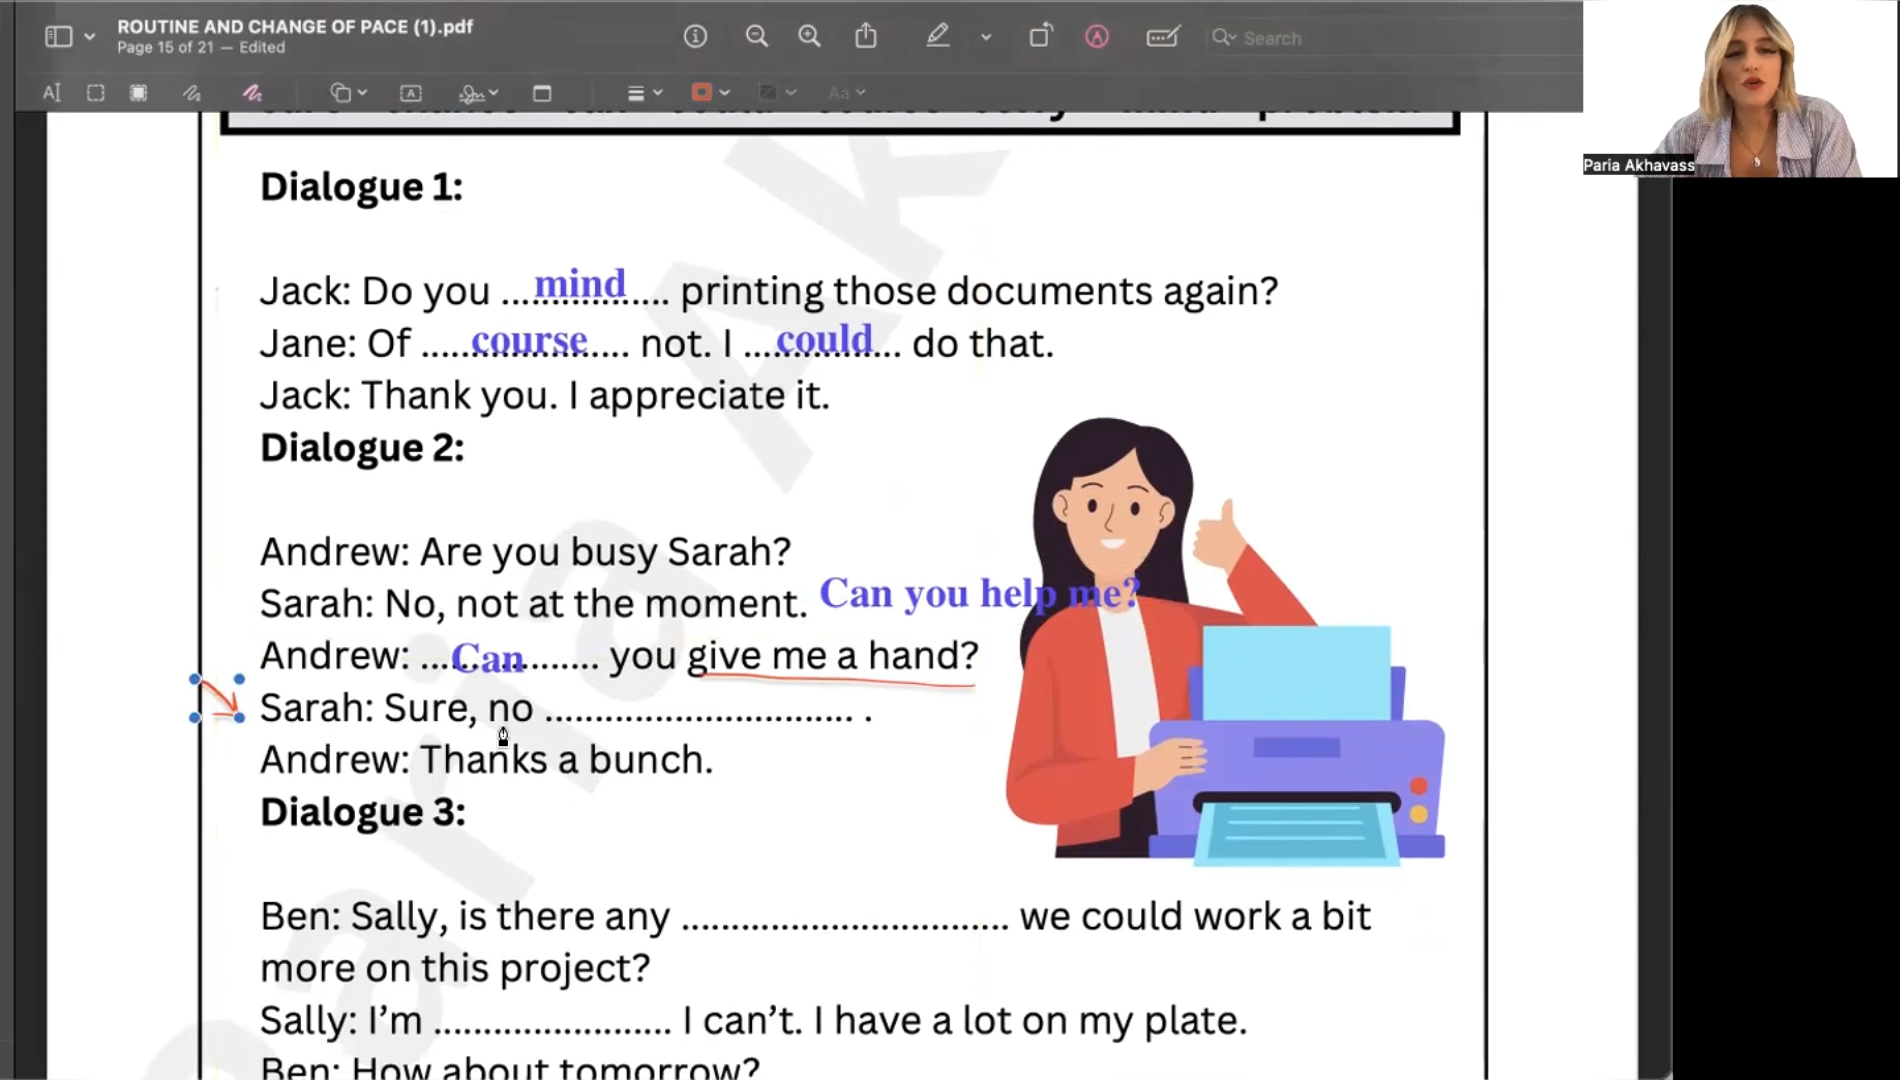 ROUTINE AND CHANGE OF PACE (1).pdf
Page 15 of 21 — Edited
Search
Aa
Paria Akhavass
Dialogue 1:
Jack: Do you ...mind... printing those documents again?
Jane: Of ...course... not. I ...could... do that.
Jack: Thank you. I appreciate it.
Dialogue 2:
Andrew: Are you busy Sarah?
Sarah: No, not at the moment. Can you help me?
Andrew: ...Can... you give me a hand?
Sarah: Sure, no ................................ .
Andrew: Thanks a bunch.
Dialogue 3:
Ben: Sally, is there any .................................. we could work a bit
more on this project?
Sally: I’m ........................ I can’t. I have a lot on my plate.
Ben: How about tomorrow?